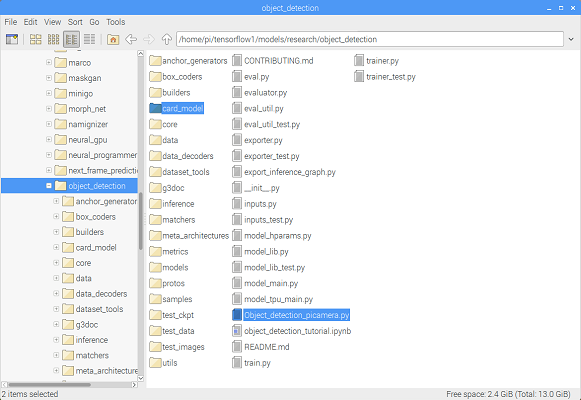 object_detection
File Edit View Sort Go Tools
/home/pi/tensorflow1/models/research/object_detection
marco
maskgan
minigo
morph_net
namignizer
neural_gpu
neural_programmer
next_frame_predictio
object_detection
anchor_generator
box_coders
builders
card_model
core
data
data_decoders
dataset_tools
g3doc
inference
matchers
meta_architecture
anchor_generators
box_coders
builders
card_model
core
data
data_decoders
dataset_tools
g3doc
inference
matchers
meta_architectures
metrics
models
protos
samples
test_ckpt
test_data
test_images
utils
CONTRIBUTING.md
eval.py
evaluator.py
eval_util.py
eval_util_test.py
exporter.py
exporter_test.py
export_inference_graph.py
__init__.py
inputs.py
inputs_test.py
model_hparams.py
model_lib.py
model_lib_test.py
model_main.py
model_tpu_main.py
Object_detection_picamera.py
object_detection_tutorial.ipynb
README.md
train.py
trainer.py
trainer_test.py
2 items selected
Free space: 2.4 GiB (Total: 13.0 GiB)